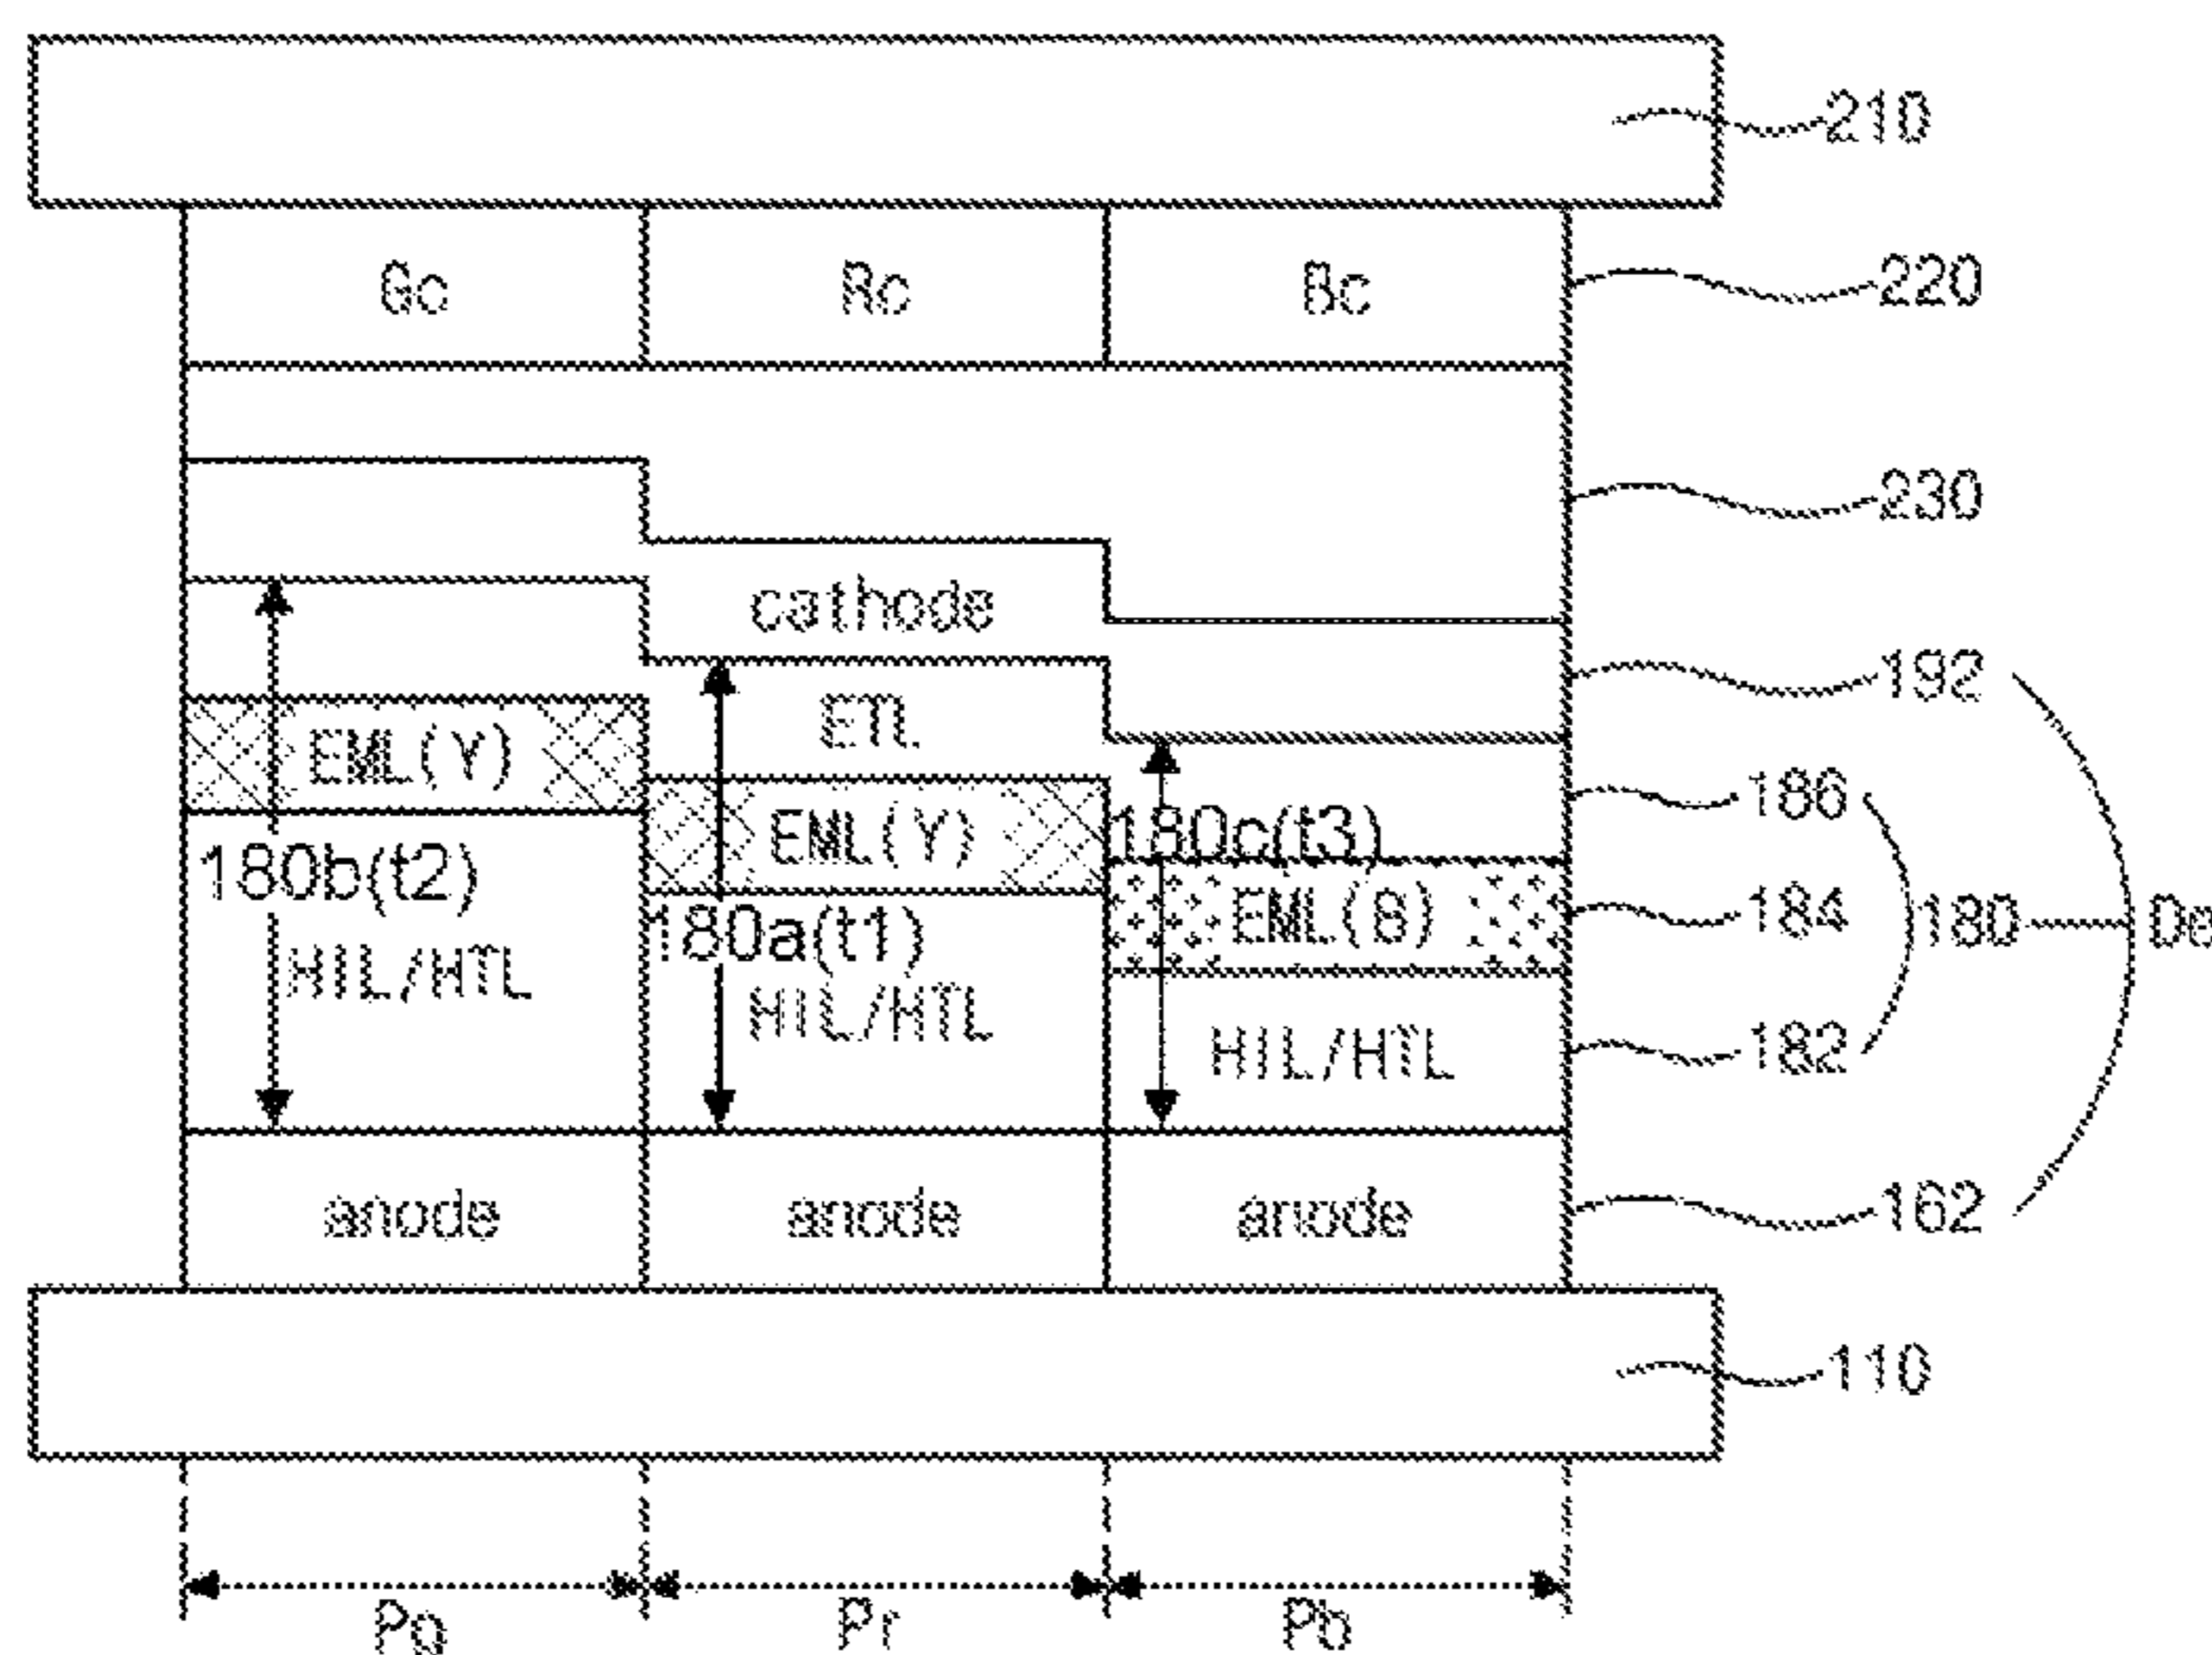 210
Gc Rc Bc 220
230
cathode
192
ETL
EML(Y)
186
EML(Y)
180c(t3)
180b(t2)
EML(B)
184
180
De
180a(t1)
HIL/HTL
HIL/HTL
HIL/HTL
182
anode anode anode 162
110
Pg Pr Pb